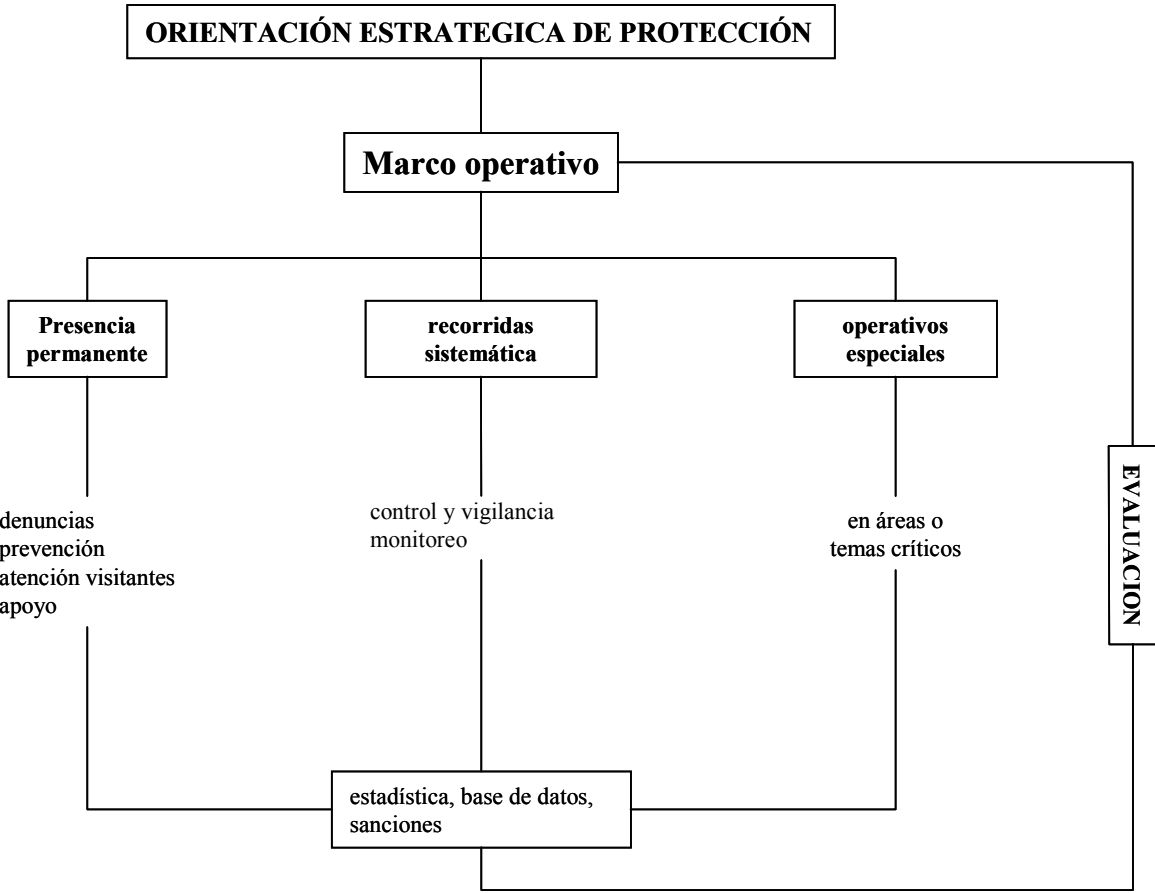 ORIENTACIÓN ESTRATEGICA DE PROTECCIÓN
Marco operativo
Presencia
permanente
recorridas
sistemática
operativos
especiales
denuncias
prevención
atención visitantes
apoyo
control y vigilancia
monitoreo
en áreas o
temas críticos
EVALUACION
estadística, base de datos,
sanciones